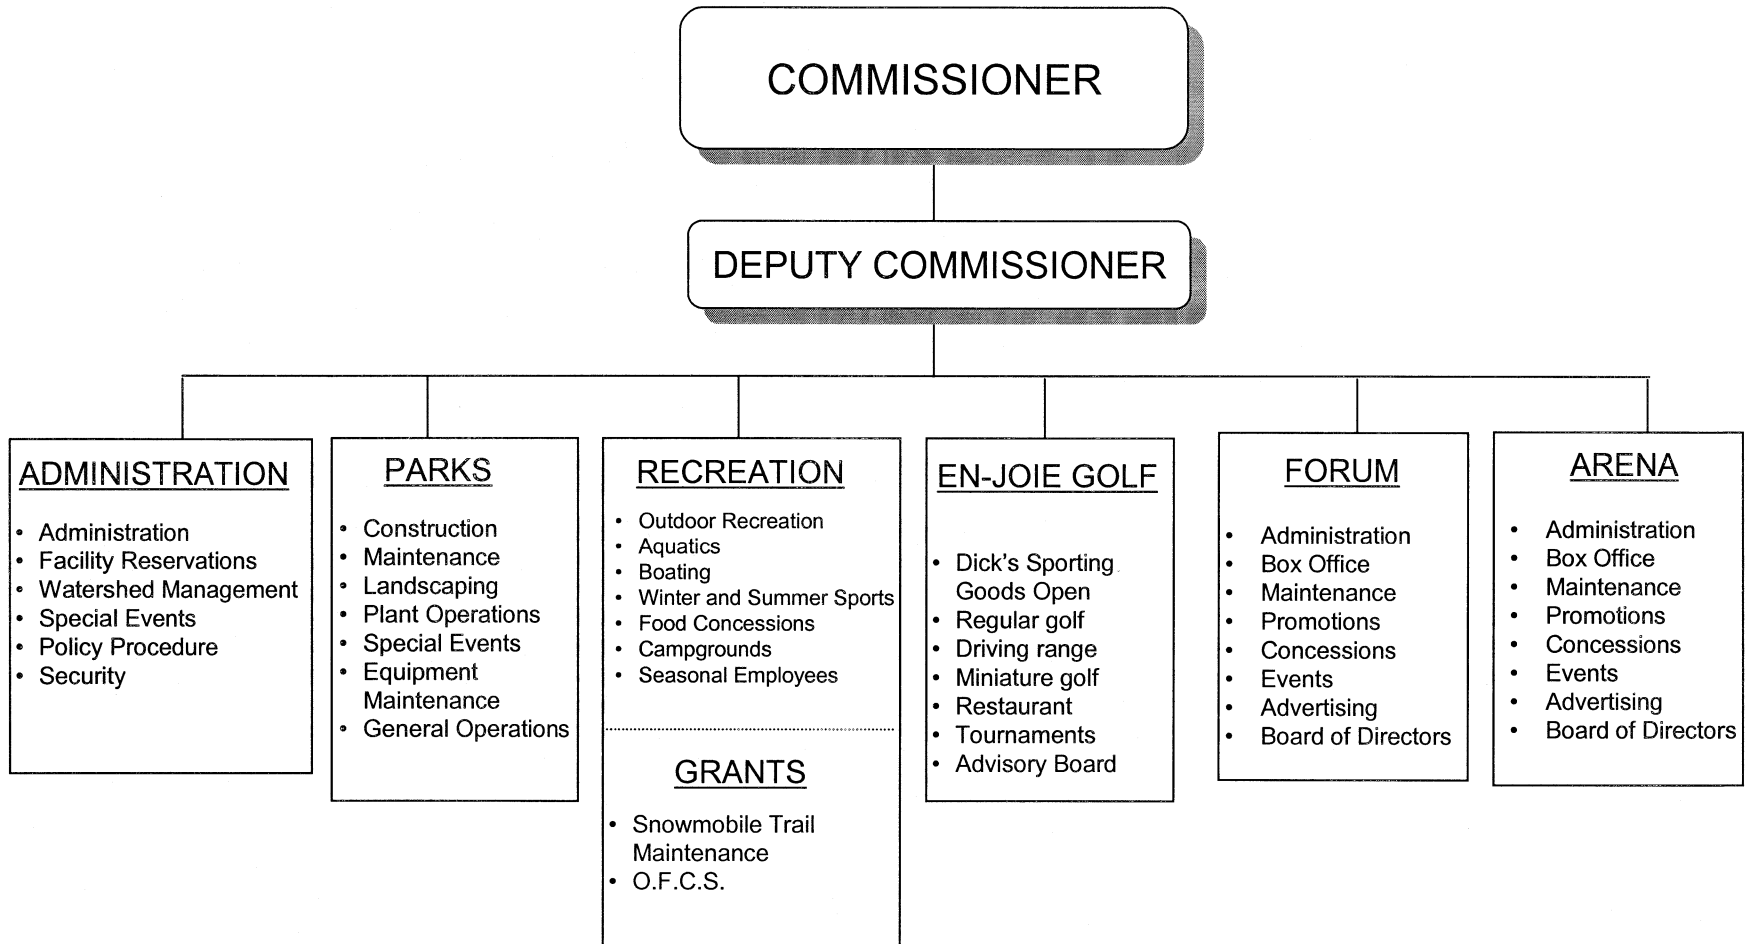 COMMISSIONER
DEPUTY COMMISSIONER
ADMINISTRATION
• Administration
• Facility Reservations
• Watershed Management
• Special Events
• Policy Procedure
• Security
PARKS
• Construction
• Maintenance
• Landscaping
• Plant Operations
• Special Events
• Equipment
Maintenance
• General Operations
RECREATION
• Outdoor Recreation
• Aquatics
• Boating
• Winter and Summer Sports
• Food Concessions
• Campgrounds
• Seasonal Employees
GRANTS
• Snowmobile Trail
Maintenance
• O.F.C.S.
EN-JOIE GOLF
• Dick's Sporting
Goods Open
• Regular golf
• Driving range
• Miniature golf
• Restaurant
• Tournaments
• Advisory Board
FORUM
• Administration
• Box Office
• Maintenance
• Promotions
• Concessions
• Events
• Advertising
• Board of Directors
ARENA
• Administration
• Box Office
• Maintenance
• Promotions
• Concessions
• Events
• Advertising
• Board of Directors